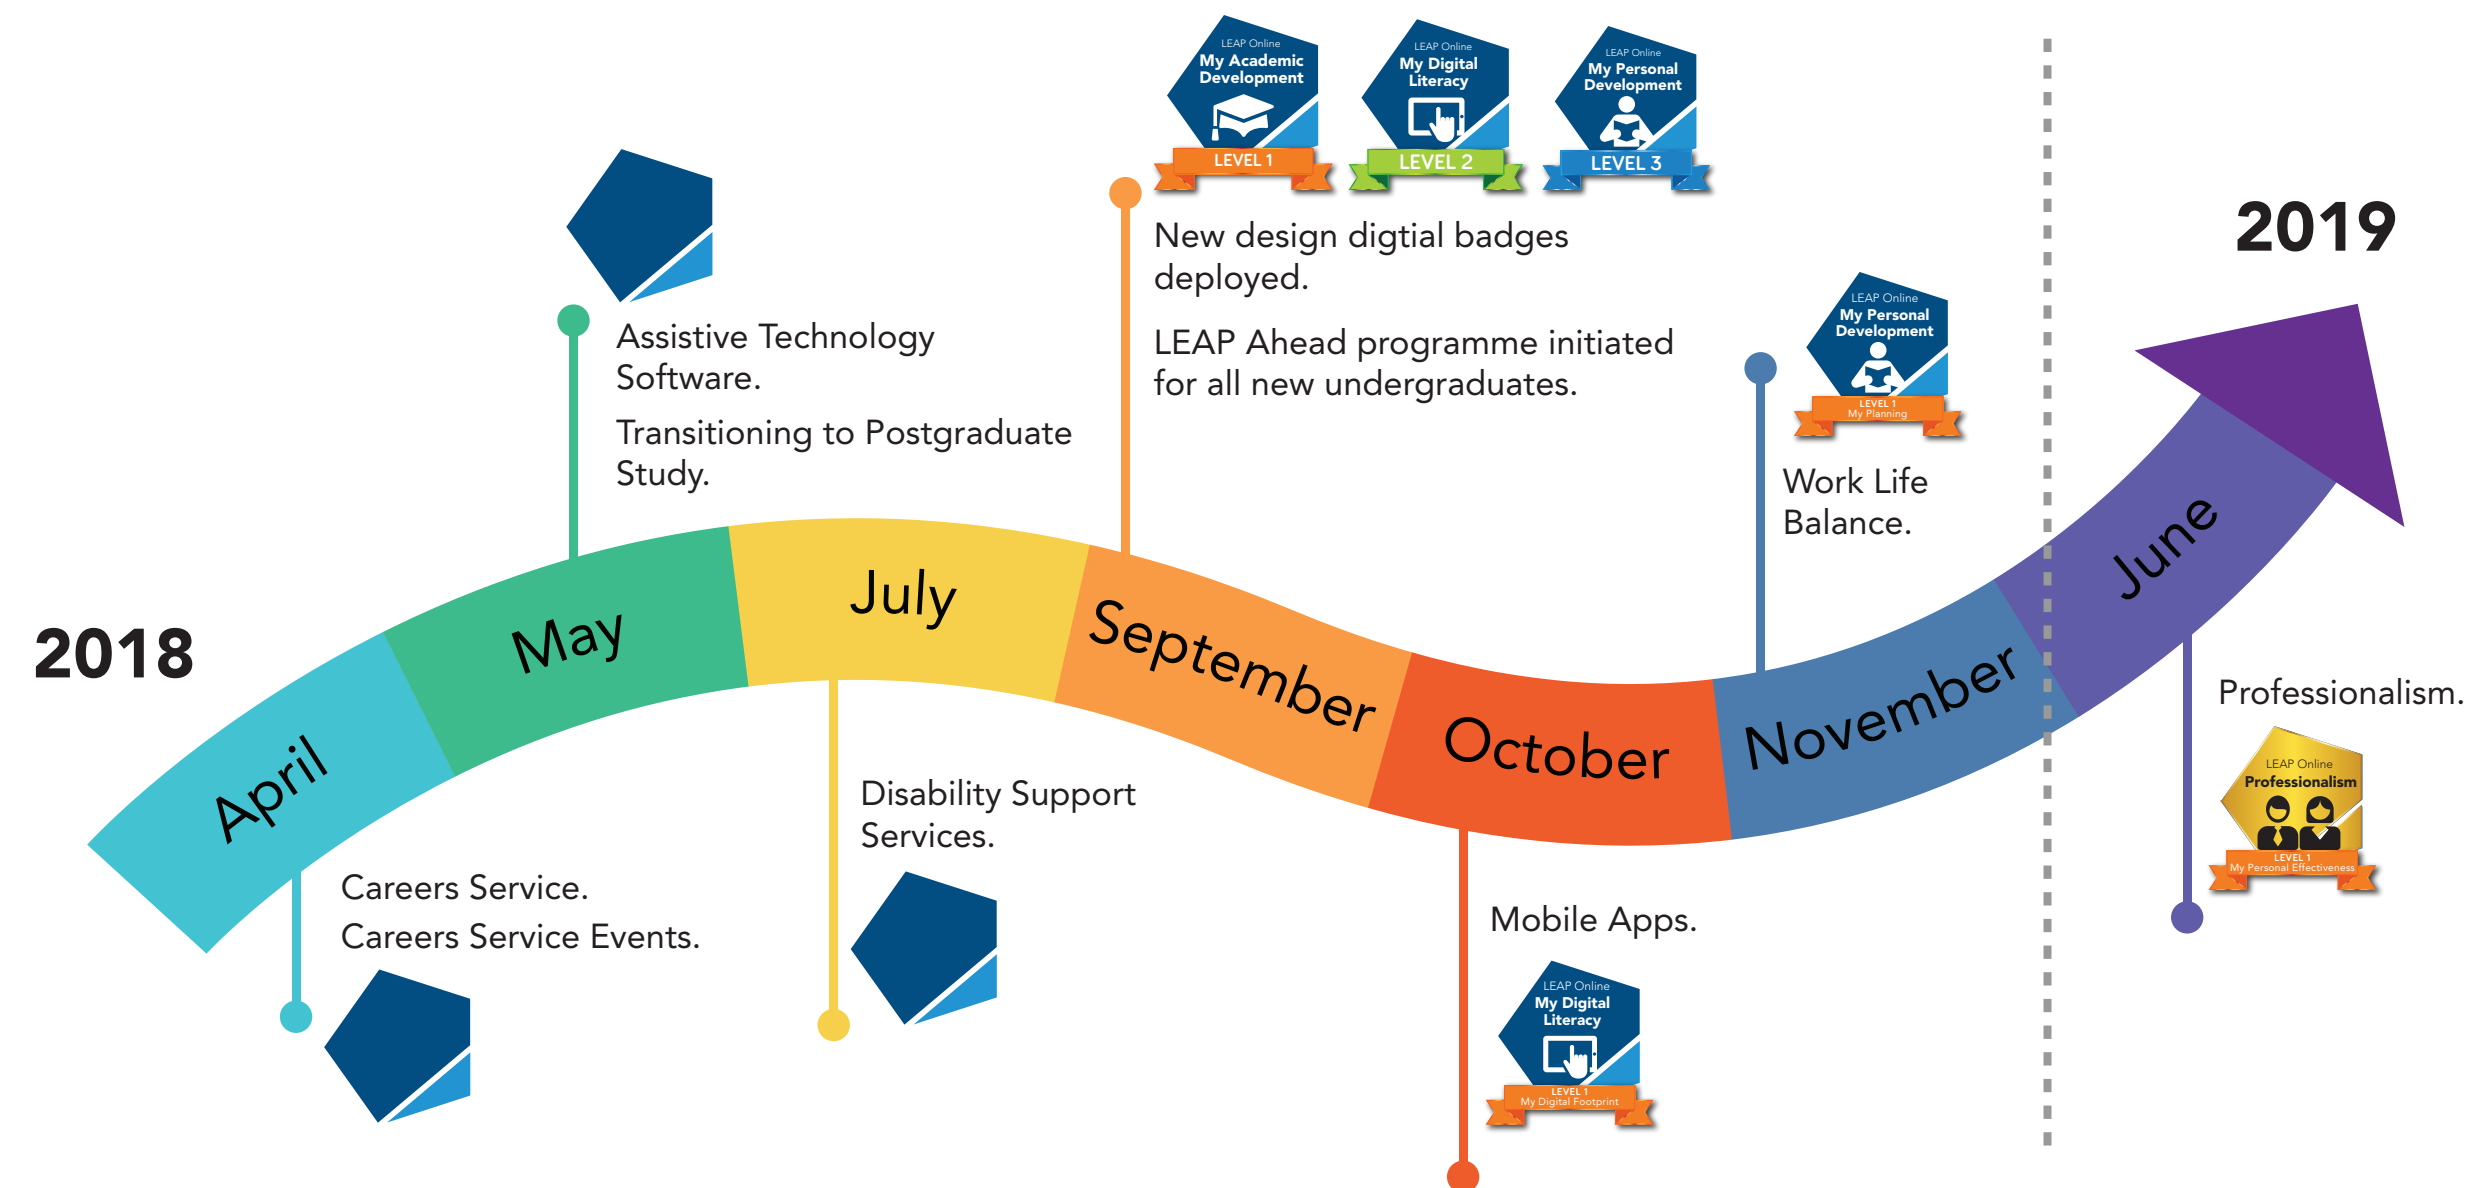 2018
April
Careers Service.
Careers Service Events.
May
Assistive Technology
Software.
Transitioning to Postgraduate
Study.
July
Disability Support
Services.
September
LEAP Online
My Academic
Development
LEVEL 1
LEAP Online
My Digital
Literacy
LEVEL 2
LEAP Online
My Personal
Development
LEVEL 3
New design digtial badges
deployed.
LEAP Ahead programme initiated
for all new undergraduates.
October
Mobile Apps.
LEAP Online
My Digital
Literacy
LEVEL 1
My Digital Footprint
November
LEAP Online
My Personal
Development
LEVEL 1
My Planning
Work Life
Balance.
2019
June
Professionalism.
LEAP Online
Professionalism
LEVEL 1
My Personal Effectiveness